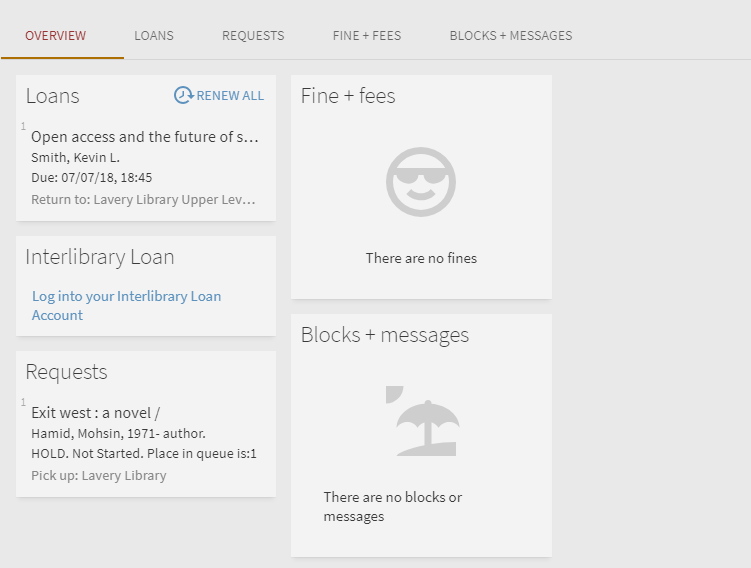 OVERVIEW LOANS REQUESTS FINE + FEES BLOCKS + MESSAGES
Loans RENEW ALL
1
Open access and the future of s...
Smith, Kevin L.
Due: 07/07/18, 18:45
Return to: Lavery Library Upper Lev...
Interlibrary Loan
Log into your Interlibrary Loan
Account
Requests
1
Exit west : a novel /
Hamid, Mohsin, 1971- author.
HOLD. Not Started. Place in queue is:1
Pick up: Lavery Library
Fine + fees
There are no fines
Blocks + messages
There are no blocks or
messages